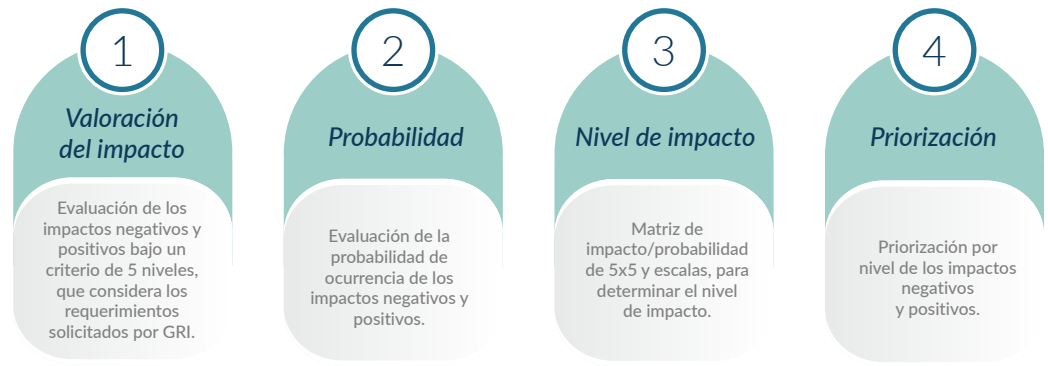 1
Valoración
del impacto
Evaluación de los
impactos negativos y
positivos bajo un
criterio de 5 niveles,
que considera los
requerimientos
solicitados por GRI.
2
Probabilidad
Evaluación de la
probabilidad de
ocurrencia de los
impactos negativos y
positivos.
3
Nivel de impacto
Matriz de
impacto/probabilidad
de 5x5 y escalas, para
determinar el nivel
de impacto.
4
Priorización
Priorización por
nivel de los impactos
negativos
y positivos.